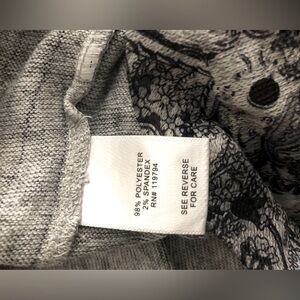 98% POLYESTER
2% SPANDEX
RN# 119794
SEE REVERSE
FOR CARE